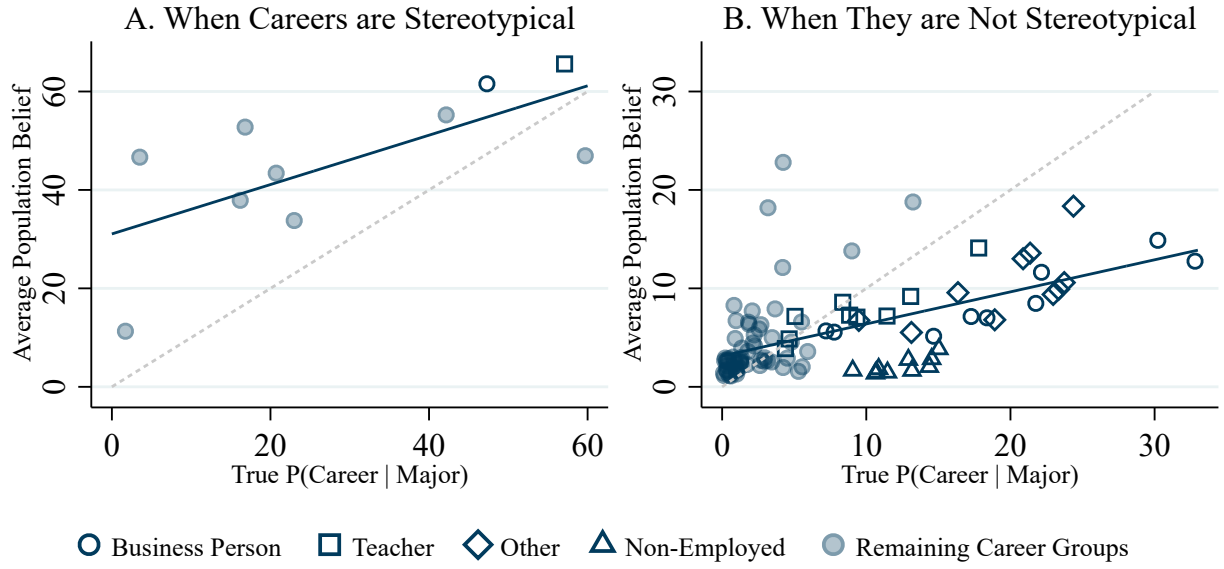 A. When Careers are Stereotypical
Average Population Belief
60
40
20
0
0 20 40 60
True P(Career | Major)
B. When They are Not Stereotypical
Average Population Belief
30
20
10
0
0 10 20 30
True P(Career | Major)
Business Person Teacher Other Non-Employed Remaining Career Groups